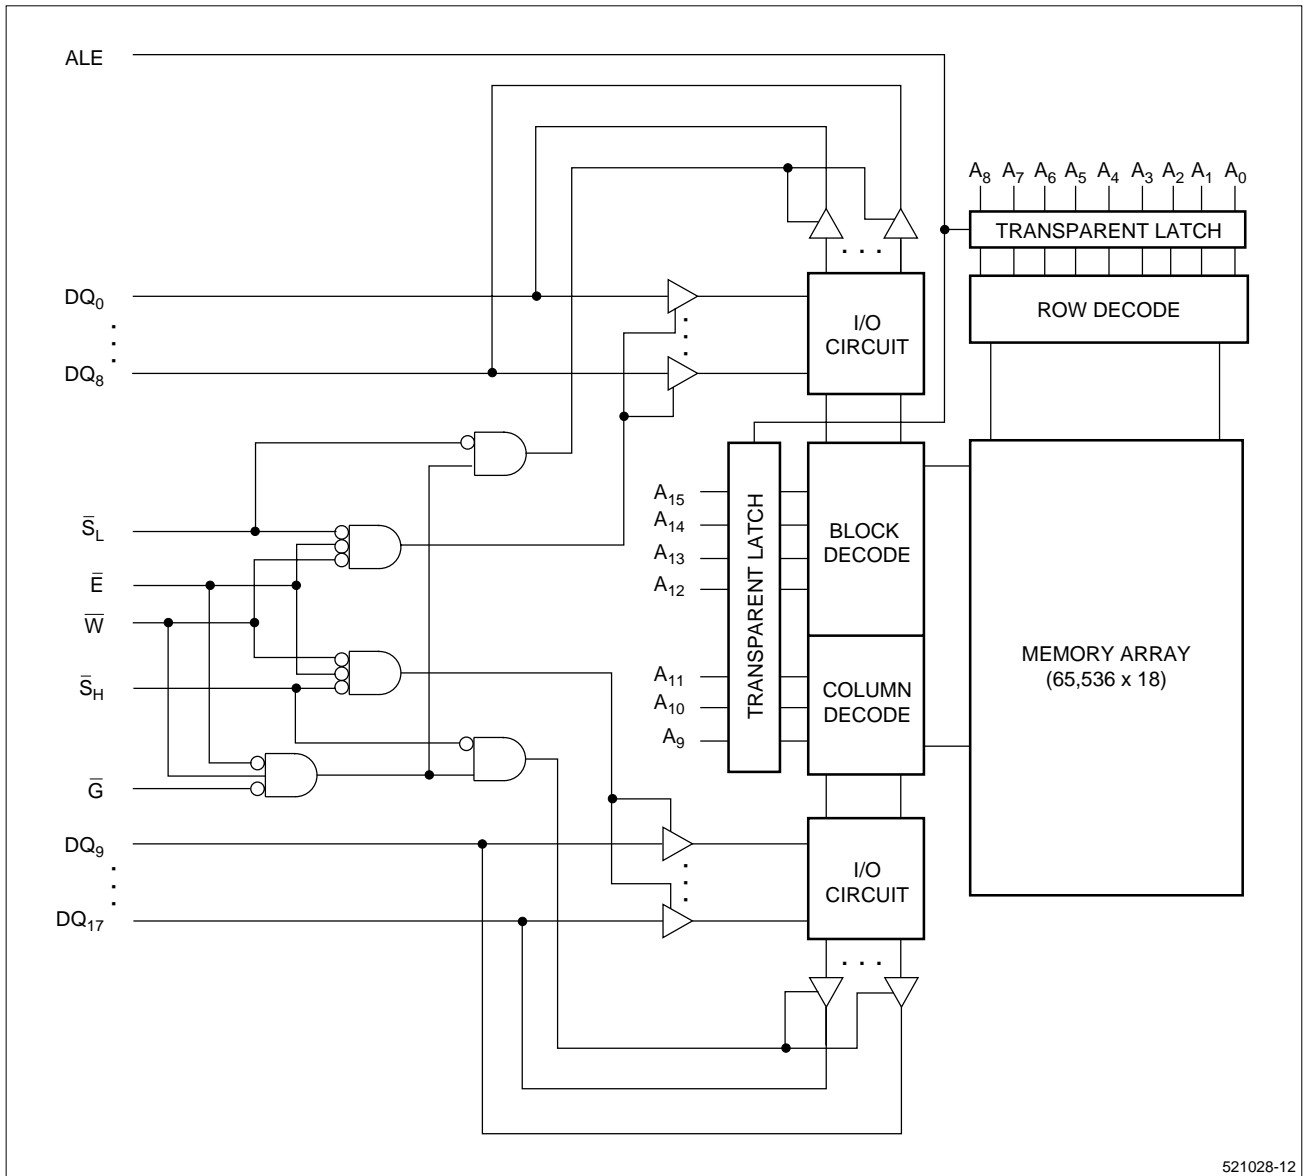 ALE
A₈ A₇ A₆ A₅ A₄ A₃ A₂ A₁ A₀
TRANSPARENT LATCH
ROW DECODE
DQ₀
.
.
.
DQ₈
. . .
I/O
CIRCUIT
S̅L
E̅
W̅
S̅H
G̅
A₁₅
A₁₄
A₁₃
A₁₂
A₁₁
A₁₀
A₉
TRANSPARENT LATCH
BLOCK
DECODE
COLUMN
DECODE
MEMORY ARRAY
(65,536 x 18)
DQ₉
.
.
.
DQ₁₇
I/O
CIRCUIT
. . .
521028-12